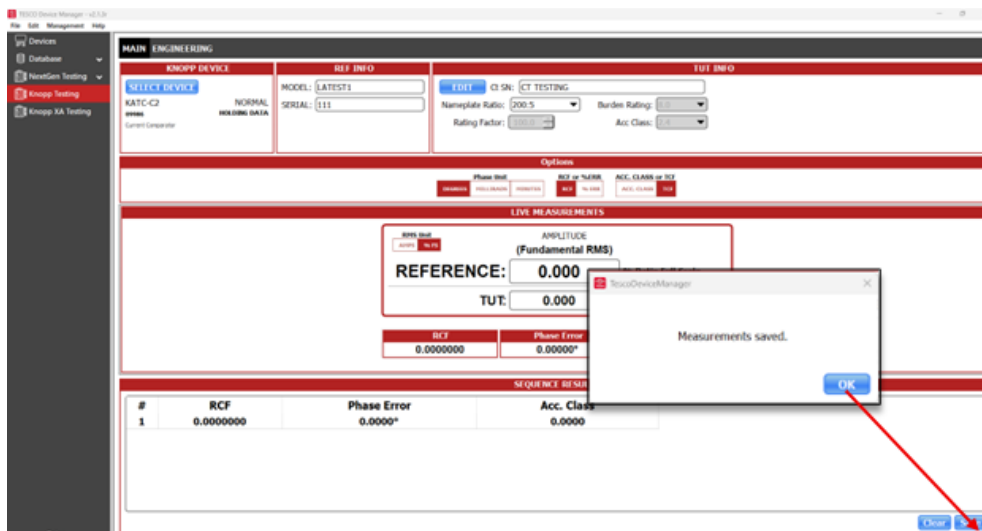 TESCO Device Manager - v2.1.3r
File Edit Management Help
Devices
Database
NextGen Testing
Knopp Testing
Knopp XA Testing
MAIN ENGINEERING
KNOPP DEVICE
SELECT DEVICE
KATC-C2 NORMAL
HOLDING DATA
Current Comparator
REF INFO
MODEL: LATEST1
SERIAL: 111
TUT INFO
EDIT Ct SN: CT TESTING
Nameplate Ratio: 200:5 Burden Rating:
Rating Factor: 100.0 Acc Class:
Options
Phase Unit RCF or %ERR ACC. CLASS or TCF
DEGREES MILLIRADS MINUTES RCF % ERR ACC. CLASS TCF
LIVE MEASUREMENTS
RMS Unit AMPLITUDE
AMPS % FS (Fundamental RMS)
REFERENCE: 0.000
TUT: 0.000
RCF Phase Error
0.0000000 0.00000°
TescoDeviceManager
Measurements saved.
OK
SEQUENCE RESU
# RCF Phase Error Acc. Class
1 0.0000000 0.0000° 0.0000
Clear